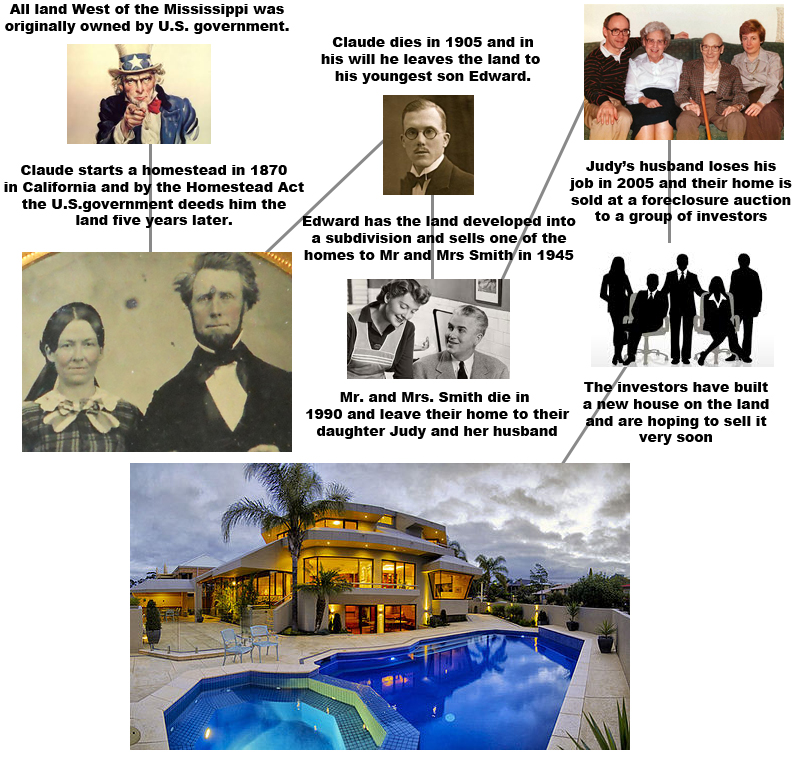 All land West of the Mississippi was
originally owned by U.S. government.
Claude starts a homestead in 1870
in California and by the Homestead Act
the U.S.government deeds him the
land five years later.
Claude dies in 1905 and in
his will he leaves the land to
his youngest son Edward.
Edward has the land developed into
a subdivision and sells one of the
homes to Mr and Mrs Smith in 1945
Mr. and Mrs. Smith die in
1990 and leave their home to their
daughter Judy and her husband
Judy’s husband loses his
job in 2005 and their home is
sold at a foreclosure auction
to a group of investors
The investors have built
a new house on the land
and are hoping to sell it
very soon